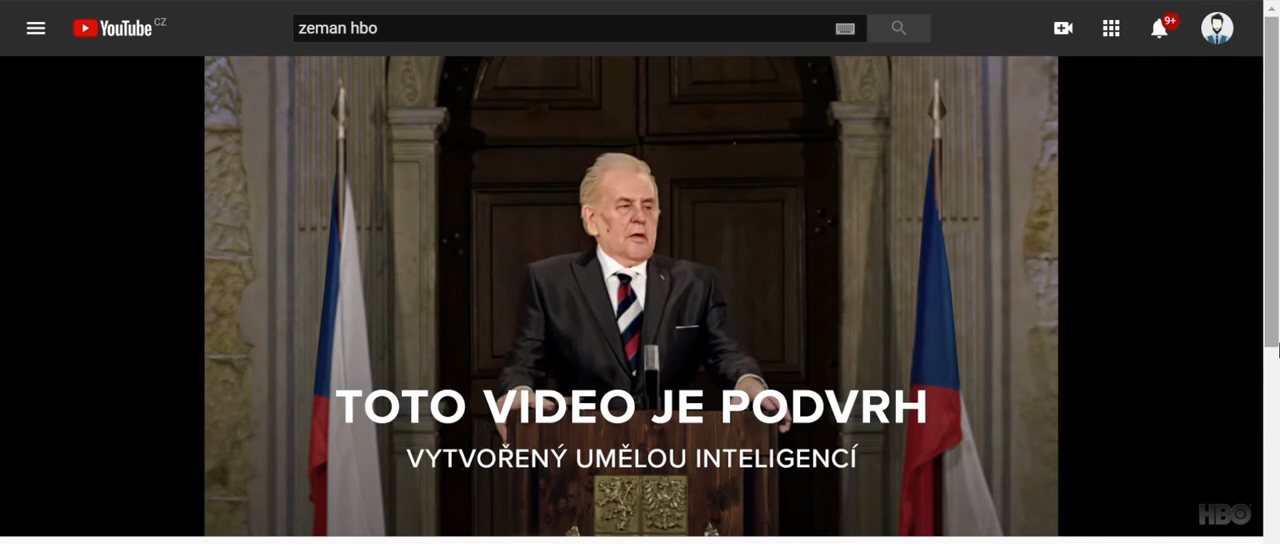 YouTube CZ
zeman hbo
9+
TOTO VIDEO JE PODVRH
VYTVOŘENÝ UMĚLOU INTELIGENCÍ
HBO